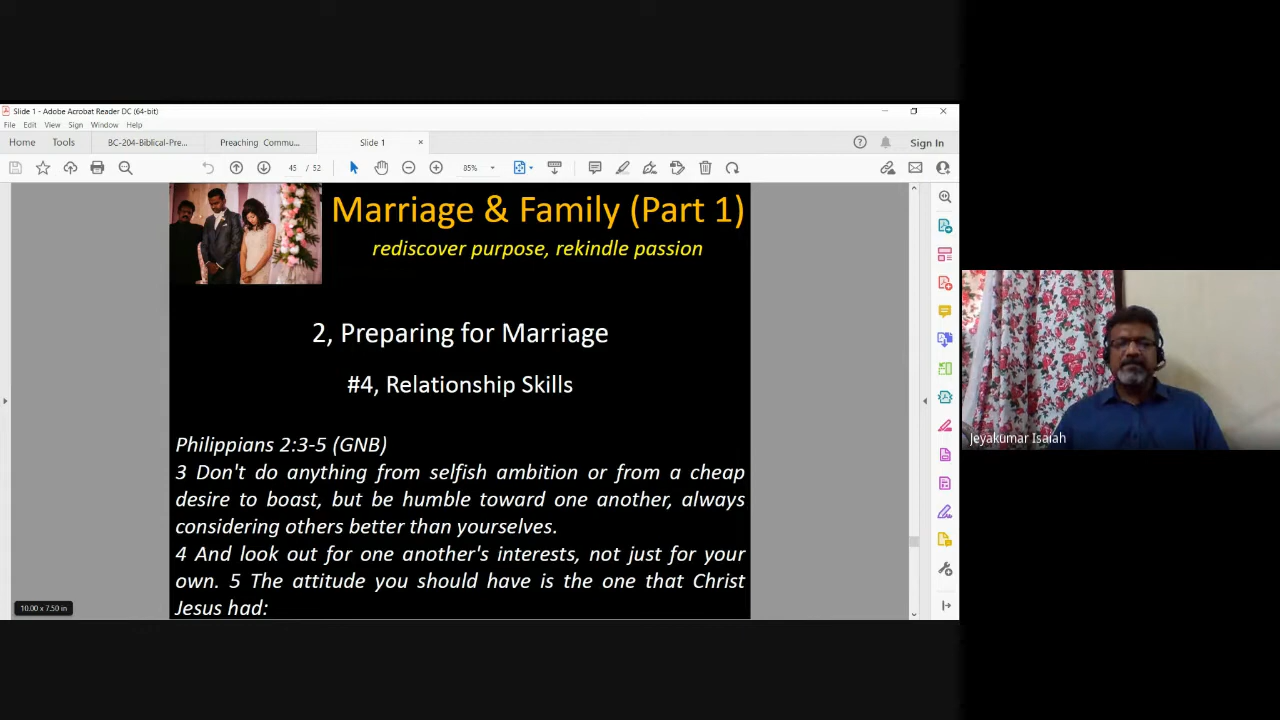 Slide 1 - Adobe Acrobat Reader DC (64-bit)
File Edit View Sign Window Help
Home Tools BC-204-Biblical-Pre... Preaching Commu... Slide 1 × Sign In
45 / 52 85%
Marriage & Family (Part 1)
rediscover purpose, rekindle passion
2, Preparing for Marriage
#4, Relationship Skills
Philippians 2:3-5 (GNB)
3 Don't do anything from selfish ambition or from a cheap
desire to boast, but be humble toward one another, always
considering others better than yourselves.
4 And look out for one another's interests, not just for your
own. 5 The attitude you should have is the one that Christ
Jesus had:
10.00 x 7.50 in
Jeyakumar Isaiah